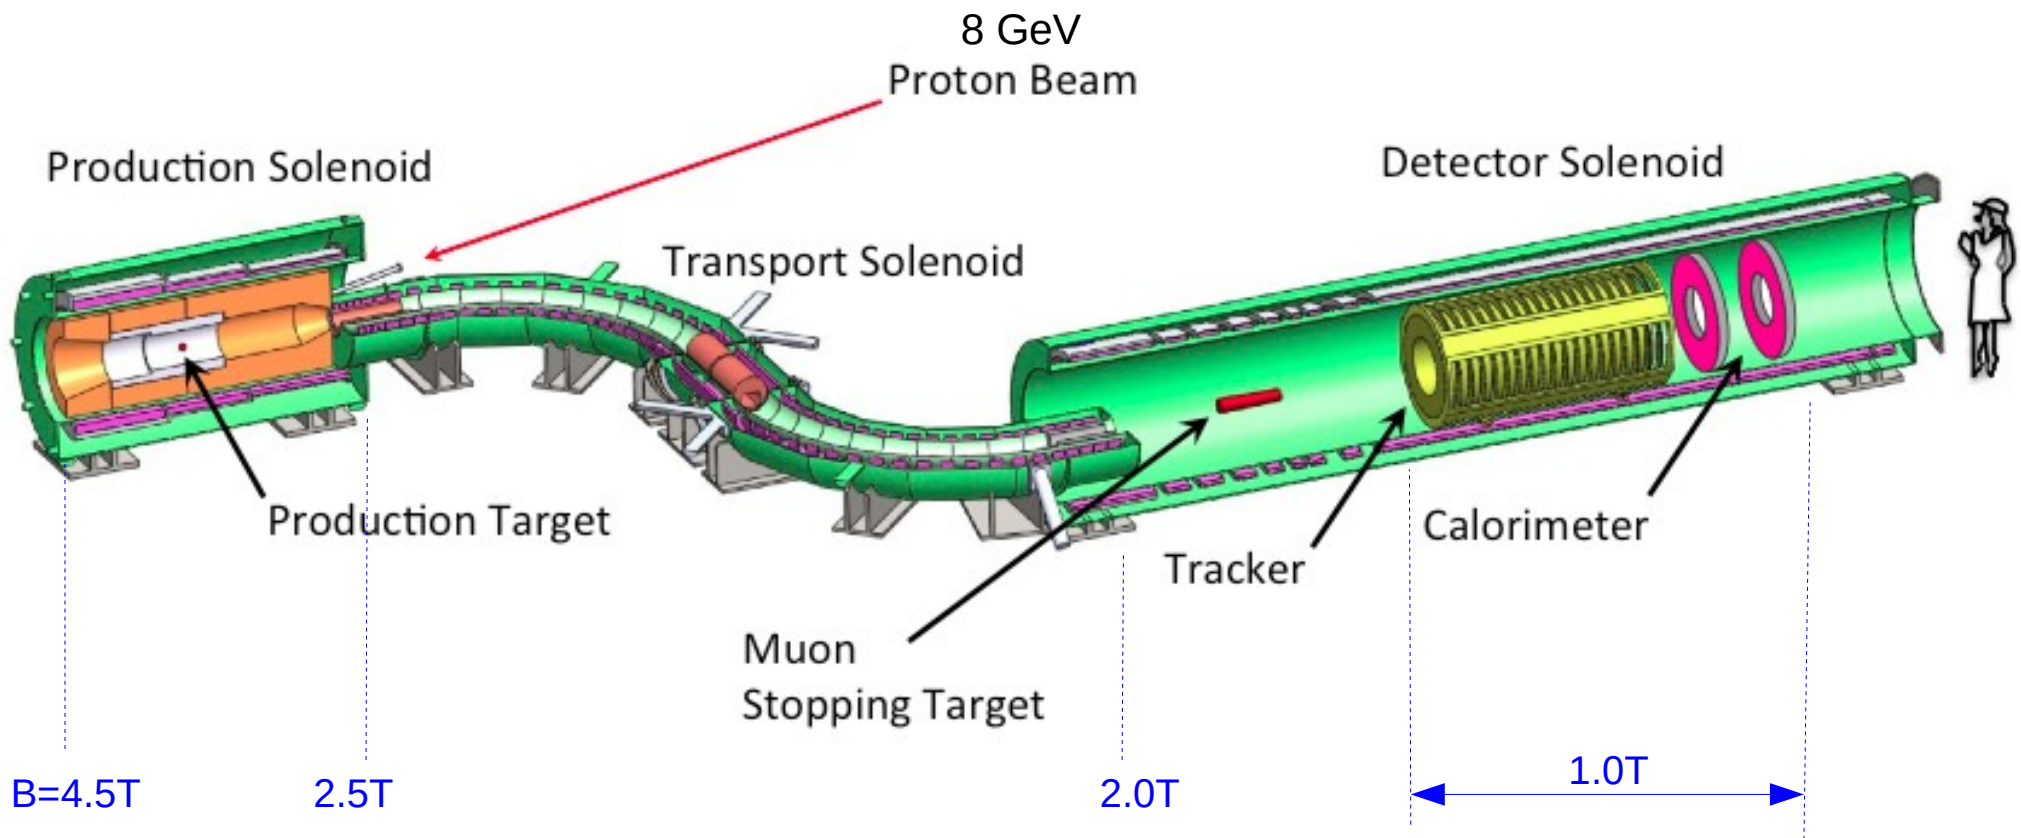 8 GeV
Proton Beam
Production Solenoid
Detector Solenoid
Transport Solenoid
Production Target
Calorimeter
Tracker
Muon
Stopping Target
B=4.5T
2.5T
2.0T
1.0T